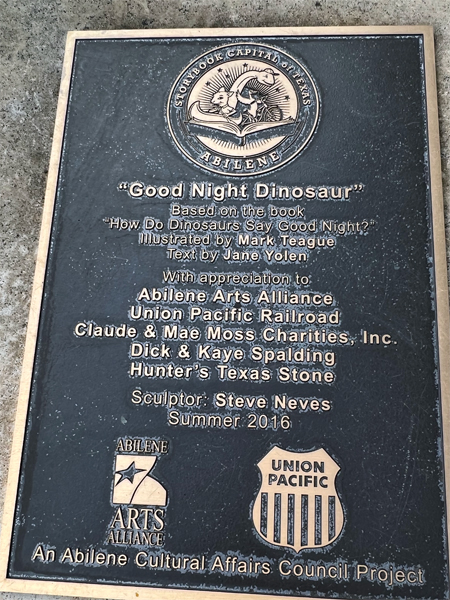 STORYBOOK CAPITAL of TEXAS
ABILENE
"Good Night Dinosaur"
Based on the book
"How Do Dinosaurs Say Good Night?"
Illustrated by Mark Teague
Text by Jane Yolen
With appreciation to:
Abilene Arts Alliance
Union Pacific Railroad
Claude & Mae Moss Charities, Inc.
Dick & Kaye Spalding
Hunter's Texas Stone
Sculptor: Steve Neves
Summer 2016
ABILENE
ARTS
ALLIANCE
UNION
PACIFIC
An Abilene Cultural Affairs Council Project